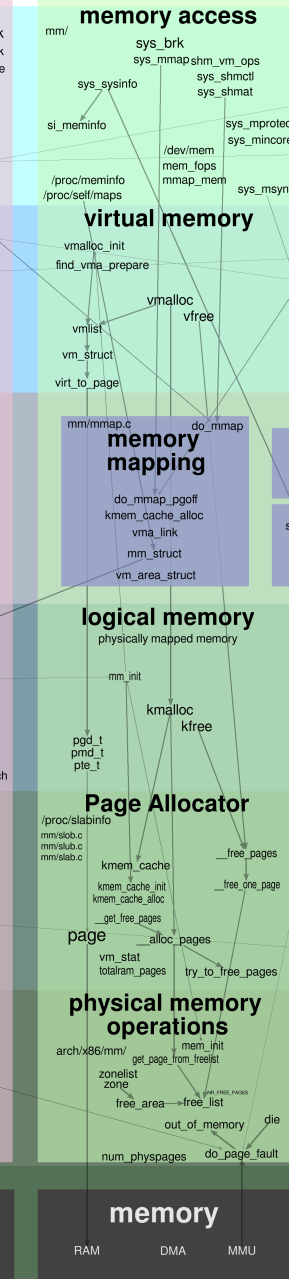 memory access
mm/
sys_brk
sys_mmap
shm_vm_ops
sys_shmctl
sys_shmat
sys_sysinfo
si_meminfo
sys_mprotec
sys_mincore
/dev/mem
mem_fops
mmap_mem
/proc/meminfo
/proc/self/maps
sys_msyn
virtual memory
vmalloc_init
find_vma_prepare
vmalloc
vfree
vmlist
vm_struct
virt_to_page
mm/mmap.c
do_mmap
memory
mapping
do_mmap_pgoff
kmem_cache_alloc
vma_link
mm_struct
vm_area_struct
logical memory
physically mapped memory
mm_init
kmalloc
kfree
pgd_t
pmd_t
pte_t
Page Allocator
/proc/slabinfo
mm/slob.c
mm/slub.c
mm/slab.c
__free_pages
kmem_cache
kmem_cache_init
kmem_cache_alloc
__free_one_page
__get_free_pages
page
__alloc_pages
vm_stat
totalram_pages
try_to_free_pages
physical memory
operations
arch/x86/mm/
mem_init
get_page_from_freelist
zonelist
zone
free_area
free_list
out_of_memory
die
num_physpages
do_page_fault
memory
RAM
DMA
MMU